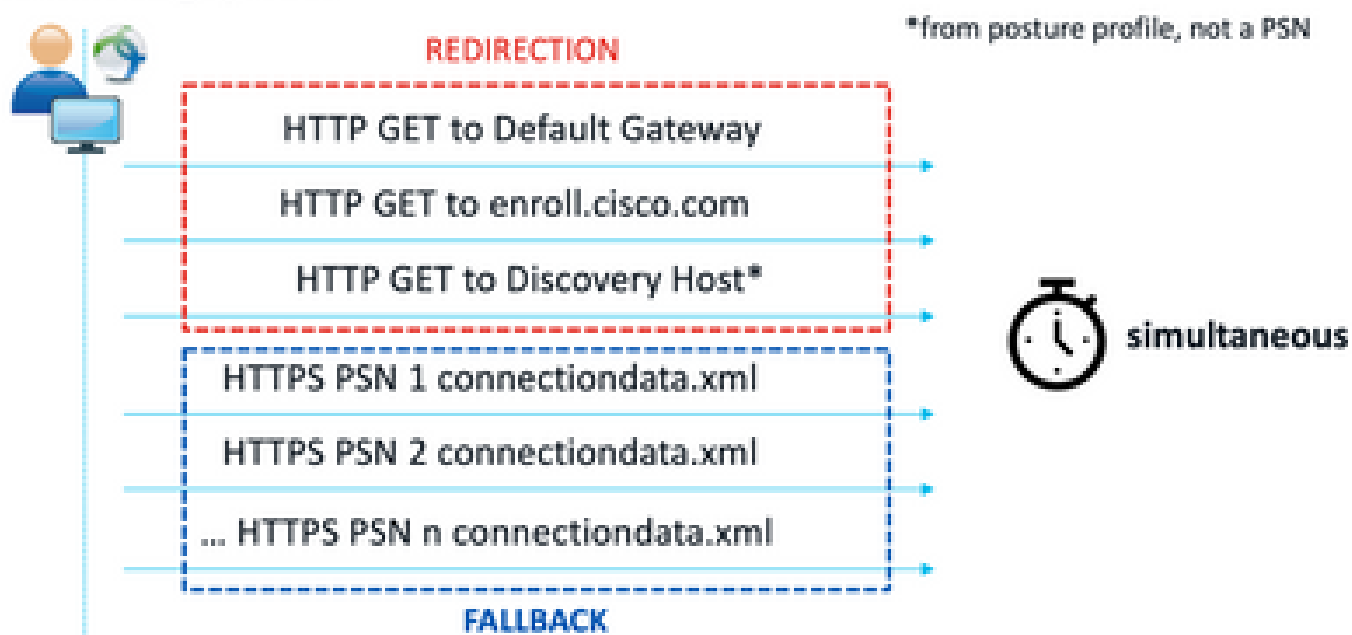 *from posture profile, not a PSN
REDIRECTION
HTTP GET to Default Gateway
HTTP GET to enroll.cisco.com
HTTP GET to Discovery Host*
simultaneous
HTTPS PSN 1 connectiondata.xml
HTTPS PSN 2 connectiondata.xml
... HTTPS PSN n connectiondata.xml
FALLBACK